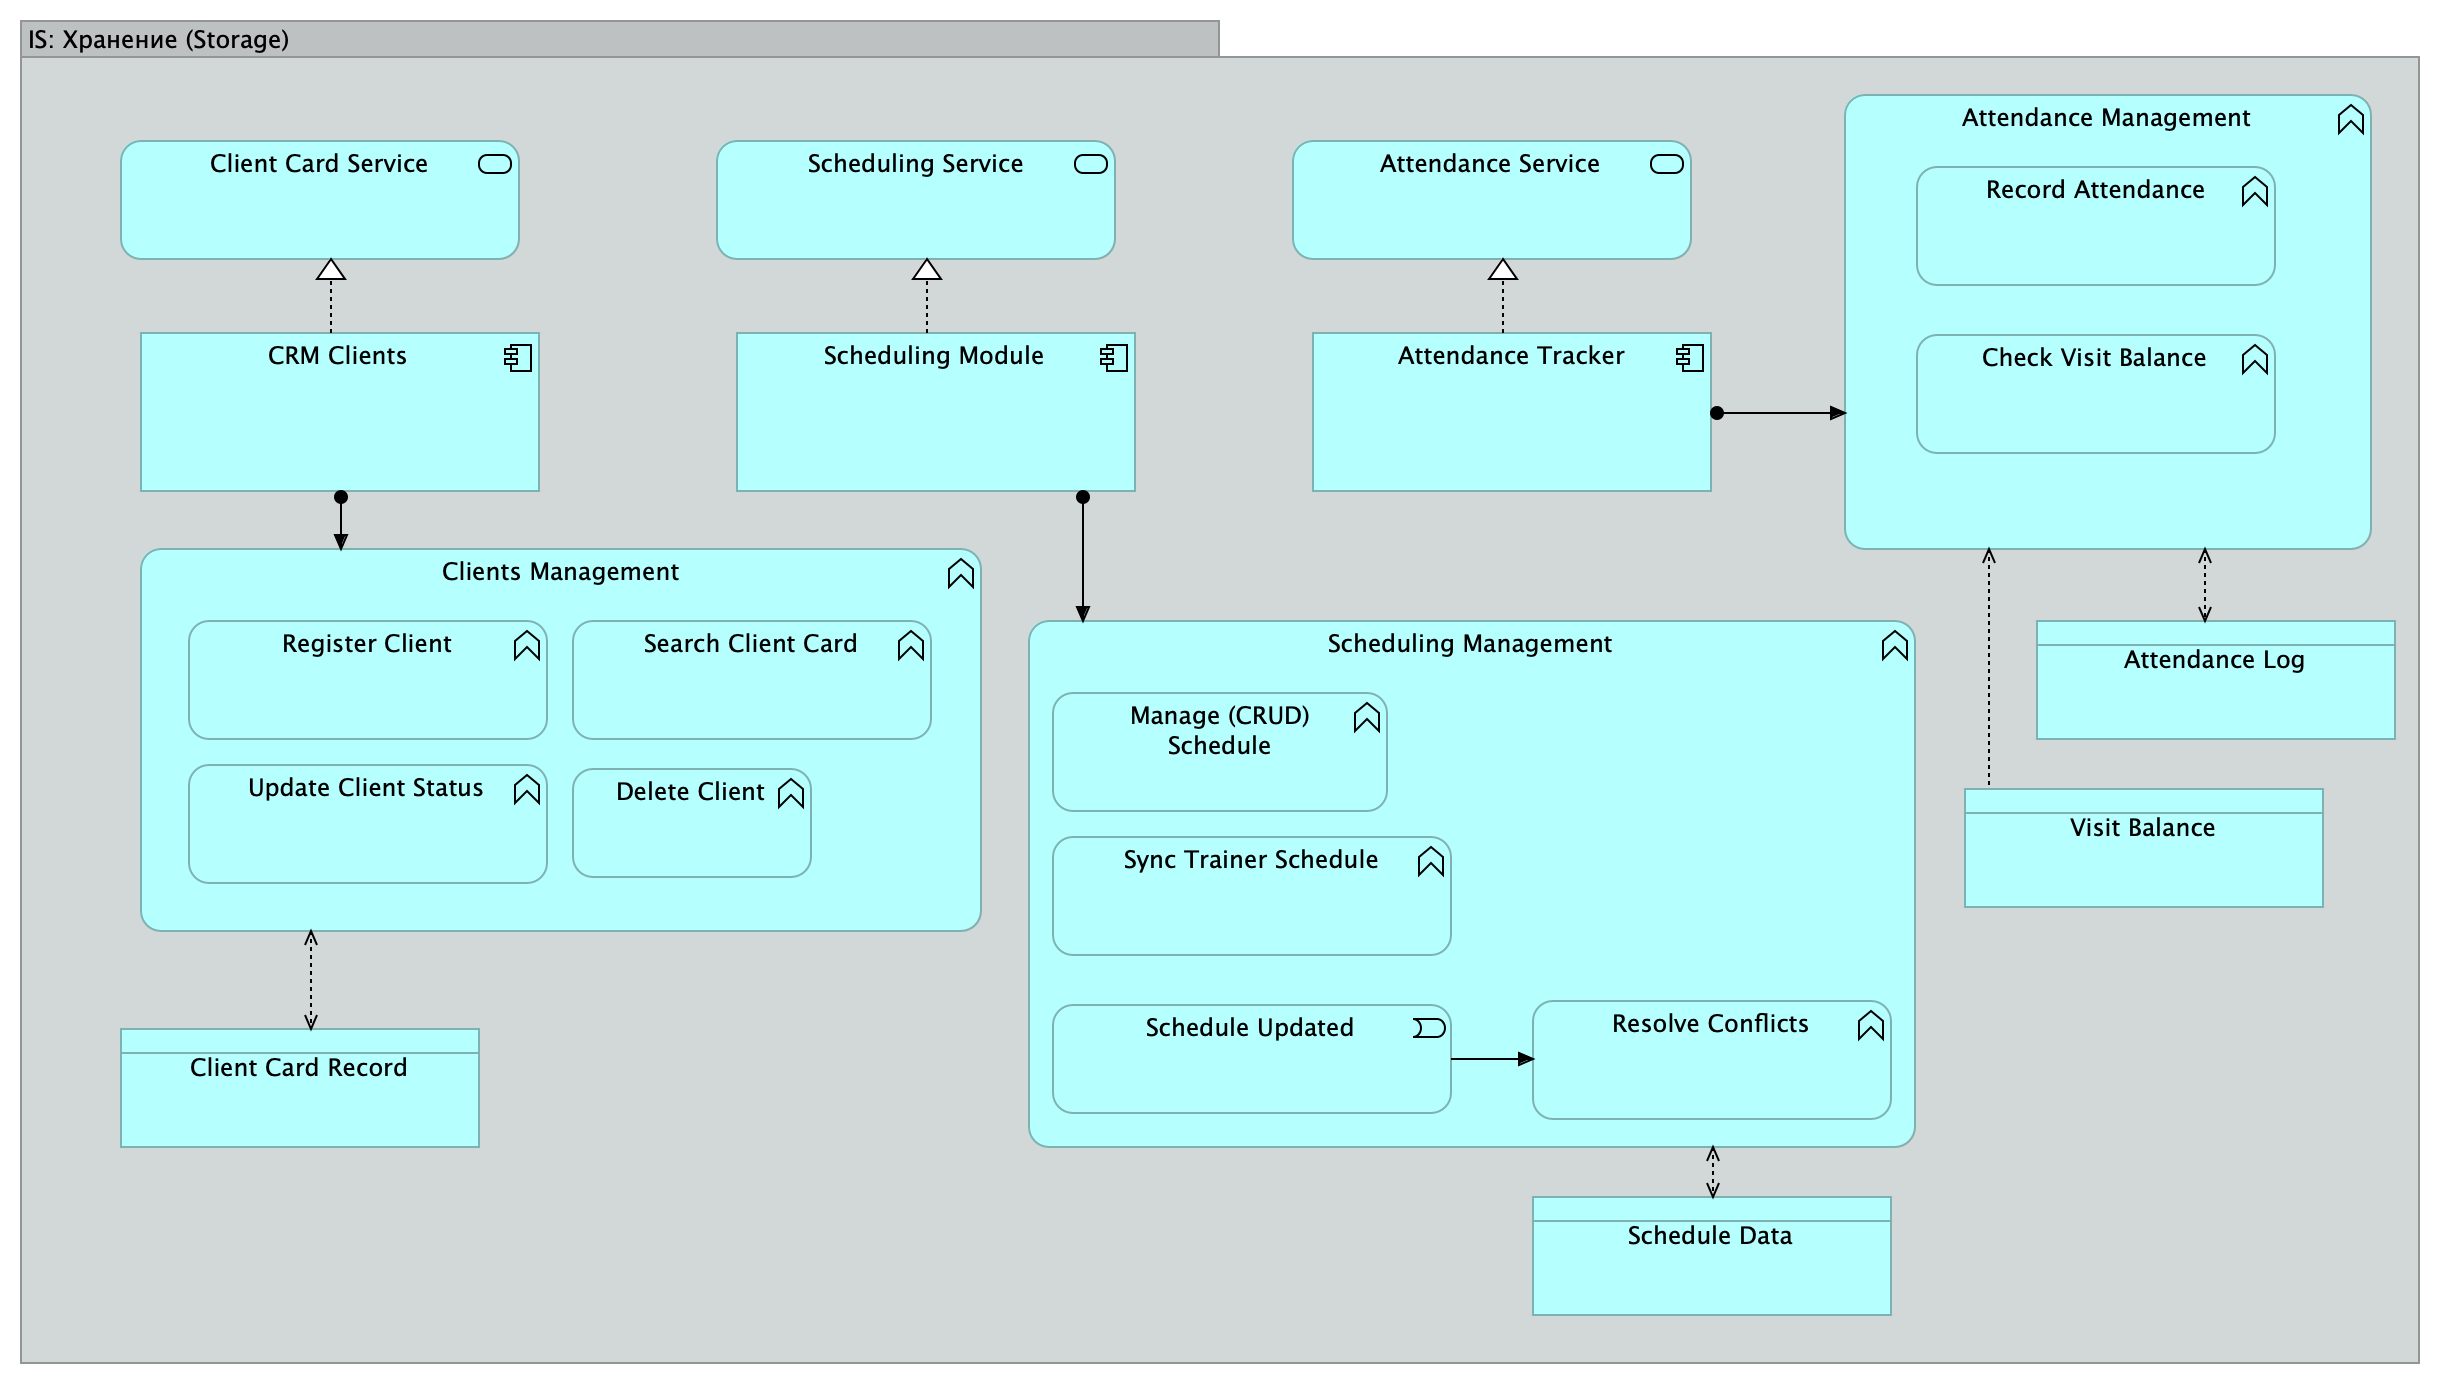 IS: Хранение (Storage)
Client Card Service
Scheduling Service
Attendance Service
Attendance Management
Record Attendance
Check Visit Balance
CRM Clients
Scheduling Module
Attendance Tracker
Clients Management
Register Client
Search Client Card
Update Client Status
Delete Client
Scheduling Management
Manage (CRUD)
Schedule
Sync Trainer Schedule
Schedule Updated
Resolve Conflicts
Attendance Log
Visit Balance
Client Card Record
Schedule Data